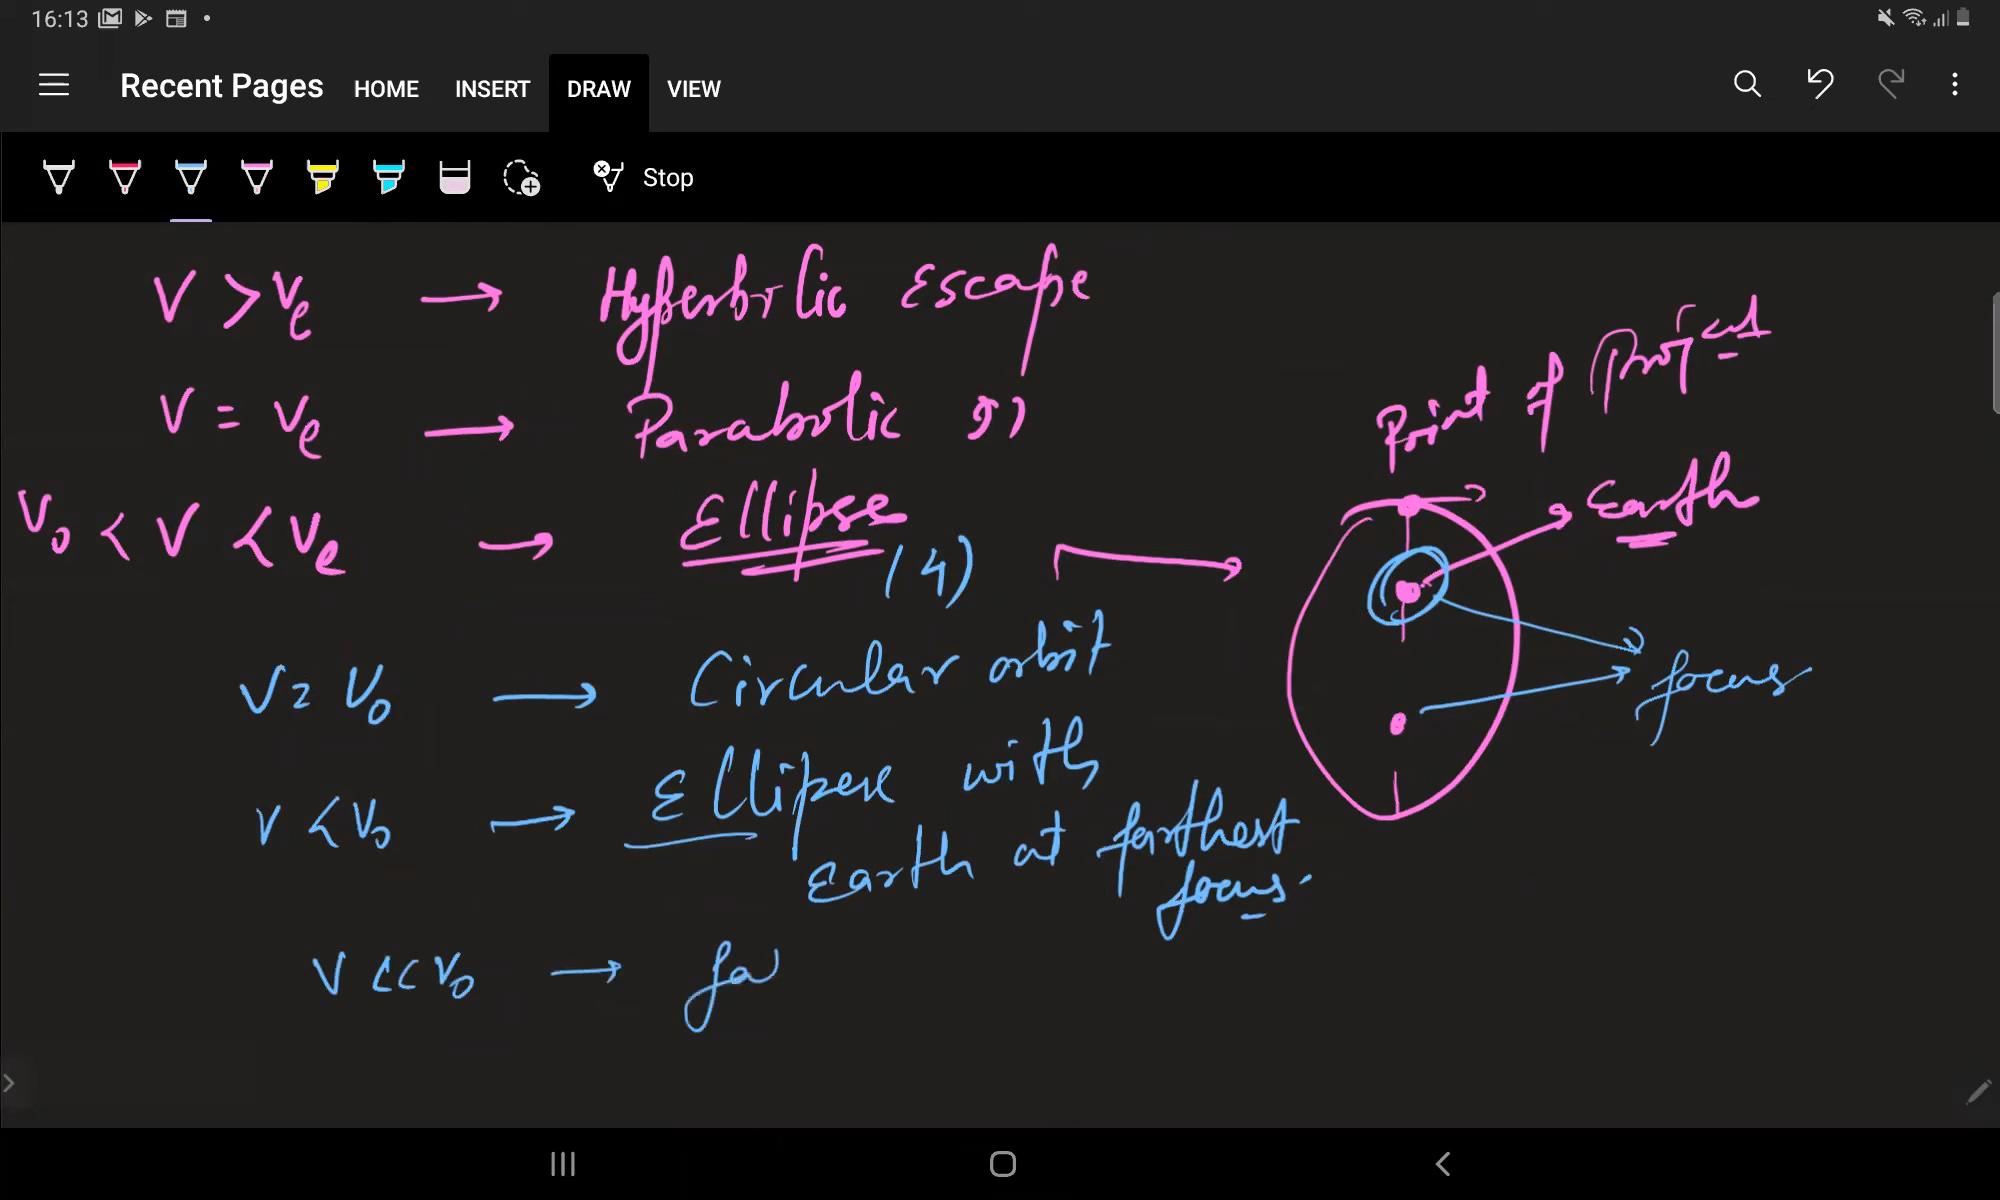 16:13
Recent Pages HOME INSERT DRAW VIEW
Stop
V > Ve → Hyperbolic Escape
V = Ve → Parabolic ''
V0 < V < Ve → Ellipse (4)
Point of Project
Earth
focus
V = V0 → Circular orbit
V < V0 → Ellipse with
Earth at farthest
focus.
V << V0 → fa